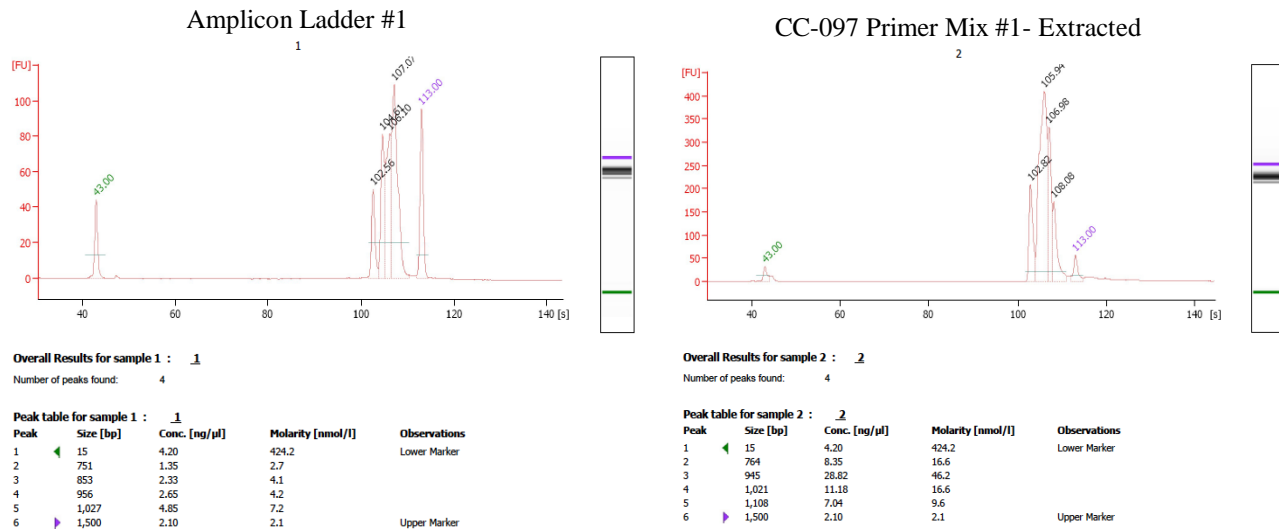 Amplicon Ladder #1
1
[FU]
100
80
60
40
20
0
43.00
102.56
104.61
106.10
107.07
113.00
40
60
80
100
120
140 [s]
Overall Results for sample 1 : 1
Number of peaks found: 4
Peak table for sample 1 : 1
Peak Size [bp] Conc. [ng/µl] Molarity [nmol/l] Observations
1 15 4.20 424.2 Lower Marker
2 751 1.35 2.7
3 853 2.33 4.1
4 956 2.65 4.2
5 1,027 4.85 7.2
6 1,500 2.10 2.1 Upper Marker
CC-097 Primer Mix #1- Extracted
2
[FU]
400
350
300
250
200
150
100
50
0
43.00
102.82
105.94
106.98
108.08
113.00
40
60
80
100
120
140 [s]
Overall Results for sample 2 : 2
Number of peaks found: 4
Peak table for sample 2 : 2
Peak Size [bp] Conc. [ng/µl] Molarity [nmol/l] Observations
1 15 4.20 424.2 Lower Marker
2 764 8.35 16.6
3 945 28.82 46.2
4 1,021 11.18 16.6
5 1,108 7.04 9.6
6 1,500 2.10 2.1 Upper Marker